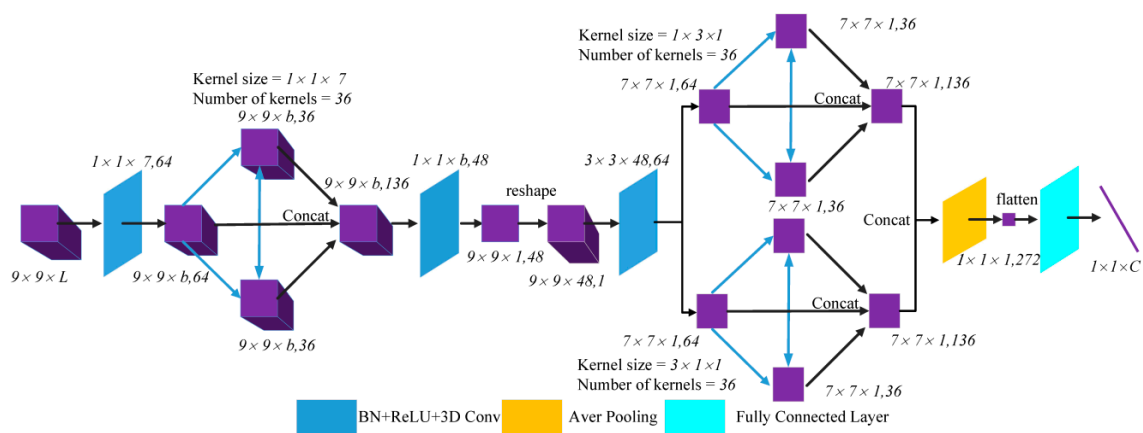 Kernel size = 1 × 1 × 7
Number of kernels = 36
9 × 9 × b,36
1 × 1 × 7,64
9 × 9 × L
9 × 9 × b,64
Concat
9 × 9 × b,36
9 × 9 × b,136
1 × 1 × b,48
reshape
9 × 9 × 1,48
9 × 9 × 48,1
3 × 3 × 48,64
Kernel size = 1 × 3 × 1
Number of kernels = 36
7 × 7 × 1,36
7 × 7 × 1,64
Concat
7 × 7 × 1,136
7 × 7 × 1,36
Concat
7 × 7 × 1,64
Concat
7 × 7 × 1,136
Kernel size = 3 × 1 × 1
Number of kernels = 36
7 × 7 × 1,36
flatten
1 × 1 × 1,272
1 × 1 × C
BN+ReLU+3D Conv
Aver Pooling
Fully Connected Layer